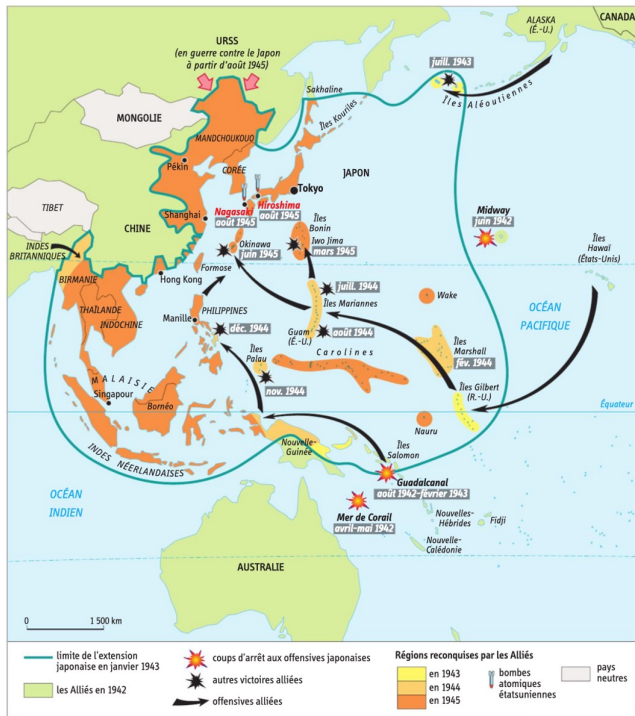 CANADA
ALASKA
(É.-U.)
URSS
(en guerre contre le Japon
à partir d'août 1945)
juill. 1943
Îles Aléoutiennes
Sakhaline
Îles Kouriles
MONGOLIE
MANDCHOUKOUO
Pékin
CORÉE
JAPON
Tokyo
Nagasaki
août 1945
Hiroshima
août 1945
TIBET
CHINE
Shanghai
Midway
juin 1942
Îles
Bonin
Iwo Jima
mars 1945
Okinawa
juin 1945
Îles
Hawaï
(États-Unis)
INDES
BRITANNIQUES
Formose
Hong Kong
BIRMANIE
juill. 1944
Îles Mariannes
Wake
OCÉAN
PACIFIQUE
THAÏLANDE
INDOCHINE
PHILIPPINES
Manille
déc. 1944
Guam
(É.-U.)
août 1944
Îles
Marshall
fév. 1944
Carolines
Îles
Palau
nov. 1944
MALAISIE
Singapour
Bornéo
Îles Gilbert
(R.-U.)
Équateur
Nauru
INDES NÉERLANDAISES
Nouvelle-
Guinée
Îles
Salomon
Guadalcanal
août 1942-février 1943
OCÉAN
INDIEN
Mer de Corail
avril-mai 1942
Nouvelles-
Hébrides
Fidji
Nouvelle-
Calédonie
AUSTRALIE
0 1 500 km
limite de l'extension
japonaise en janvier 1943
les Alliés en 1942
coups d'arrêt aux offensives japonaises
autres victoires alliées
offensives alliées
Régions reconquises par les Alliés
en 1943
en 1944
en 1945
bombes
atomiques
étatsuniennes
pays
neutres